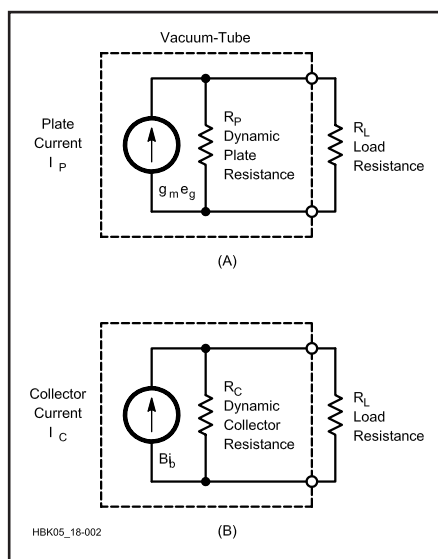 Vacuum-Tube
Plate
Current
I P
R P
Dynamic
Plate
Resistance
R L
Load
Resistance
g m e g
(A)
Collector
Current
I C
R C
Dynamic
Collector
Resistance
R L
Load
Resistance
Bi b
HBK05_18-002
(B)